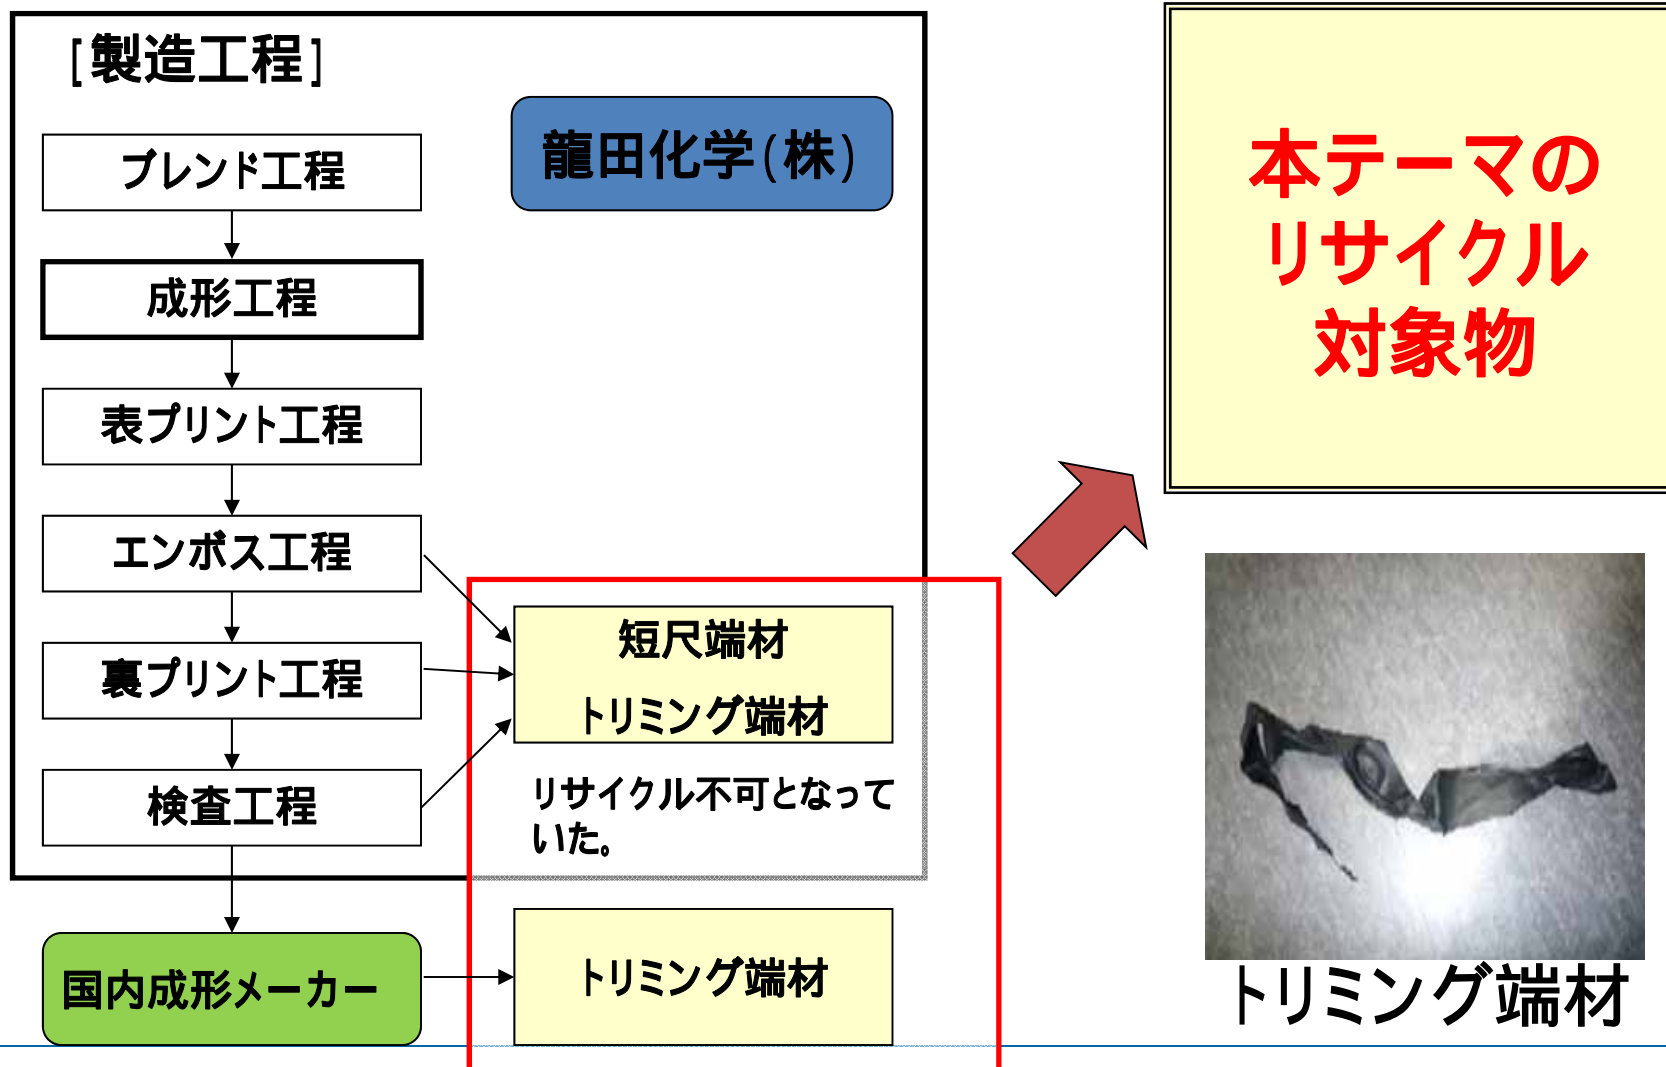 [製造工程]
龍田化学(株)
ブレンド工程
成形工程
表プリント工程
エンボス工程
裏プリント工程
検査工程
国内成形メーカー
短尺端材
トリミング端材
リサイクル不可となって
いた。
トリミング端材
本テーマの
リサイクル
対象物
トリミング端材